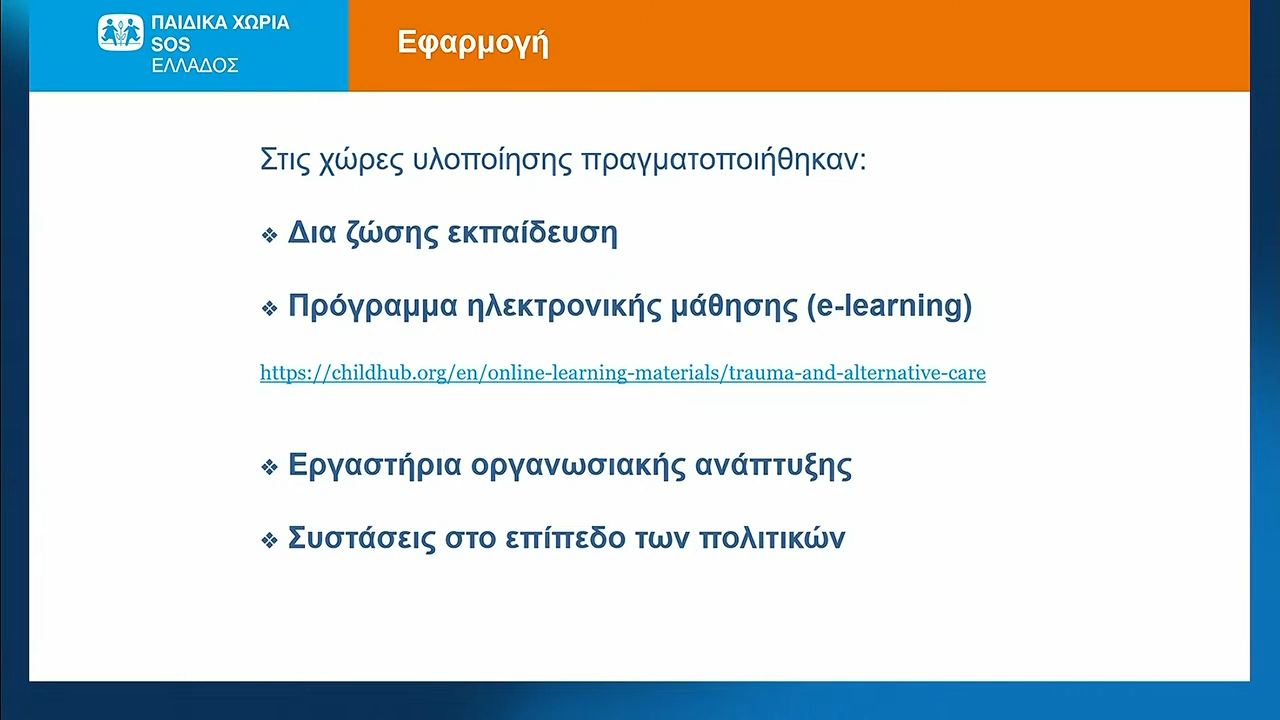 ΠΑΙΔΙΚΑ ΧΩΡΙΑ
SOS
ΕΛΛΑΔΟΣ
Εφαρμογή
Στις χώρες υλοποίησης πραγματοποιήθηκαν:
❖ Δια ζώσης εκπαίδευση
❖ Πρόγραμμα ηλεκτρονικής μάθησης (e-learning)
https://childhub.org/en/online-learning-materials/trauma-and-alternative-care
❖ Εργαστήρια οργανωσιακής ανάπτυξης
❖ Συστάσεις στο επίπεδο των πολιτικών